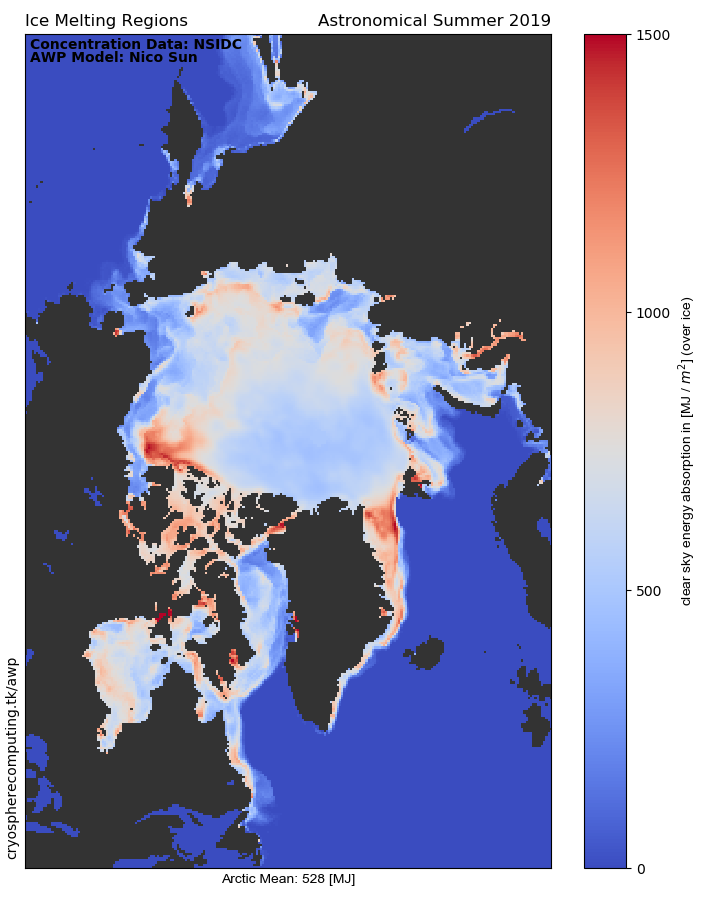 Ice Melting Regions
Astronomical Summer 2019
Concentration Data: NSIDC
AWP Model: Nico Sun
1500
1000
500
0
clear sky energy absorption in [MJ / m²] (over ice)
cryospherecomputing.tk/awp
Arctic Mean: 528 [MJ]